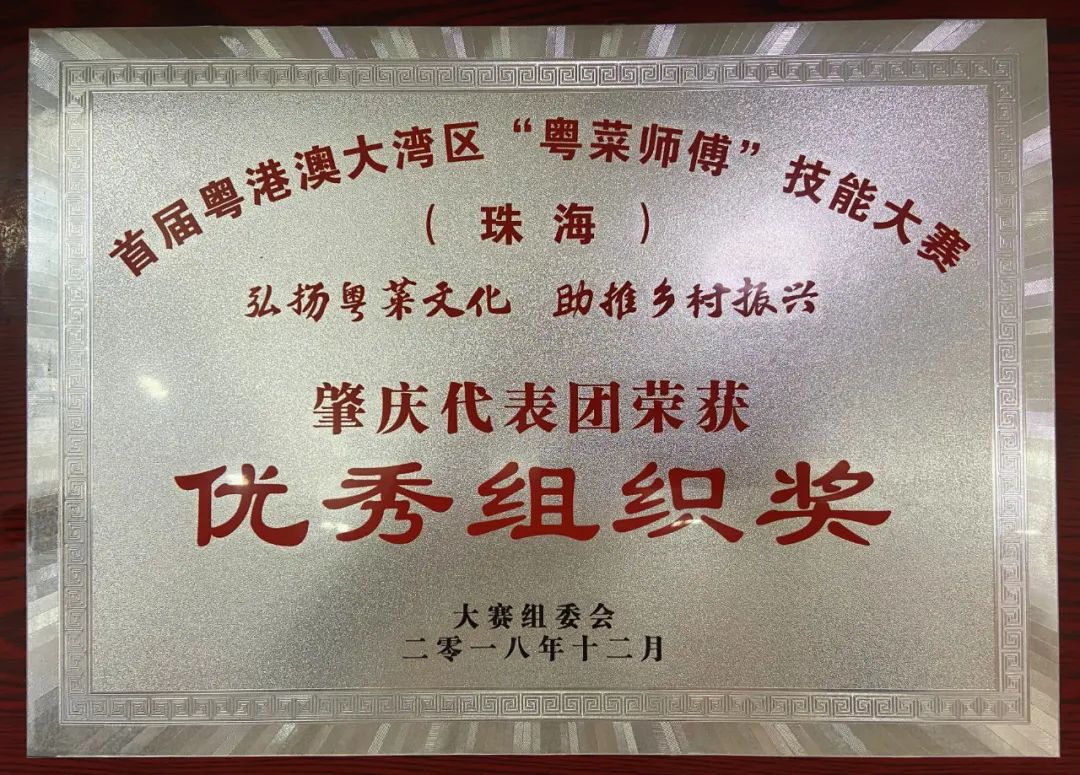 首届粤港澳大湾区“粤菜师傅”技能大赛
（珠海）
弘扬粤菜文化 助推乡村振兴
肇庆代表团荣获
优秀组织奖
大赛组委会
二零一八年十二月